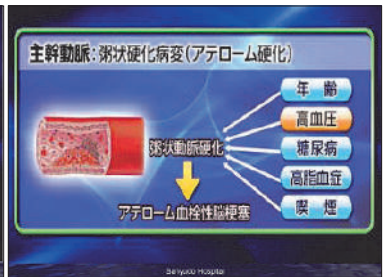 主幹動脈：粥状硬化病変（アテローム硬化）
年　齢
高血圧
粥状動脈硬化
糖尿病
高脂血症
アテローム血栓性脳梗塞
喫　煙
Sanyudo Hospital